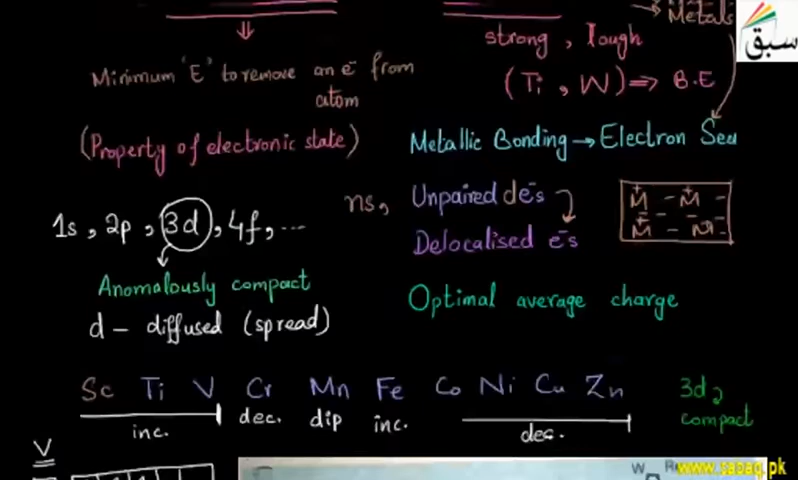 Metals
سبق
strong, lough
Minimum 'E' to remove an e⁻ from
atom
(Ti, W) ⇒ B.E
(Property of electronic state)
Metallic Bonding → Electron Sea
ns, Unpaired de⁻s
M⁺ - M⁺ -
M⁺ - M⁺ -
1s, 2p, 3d, 4f, ...
Delocalised e⁻s
Anomalously compact
Optimal average charge
d - diffused (spread)
Sc Ti V Cr Mn Fe Co Ni Cu Zn
3d,
compact
inc. dec. dip inc. dec.
V
W
www.sabaq.pk